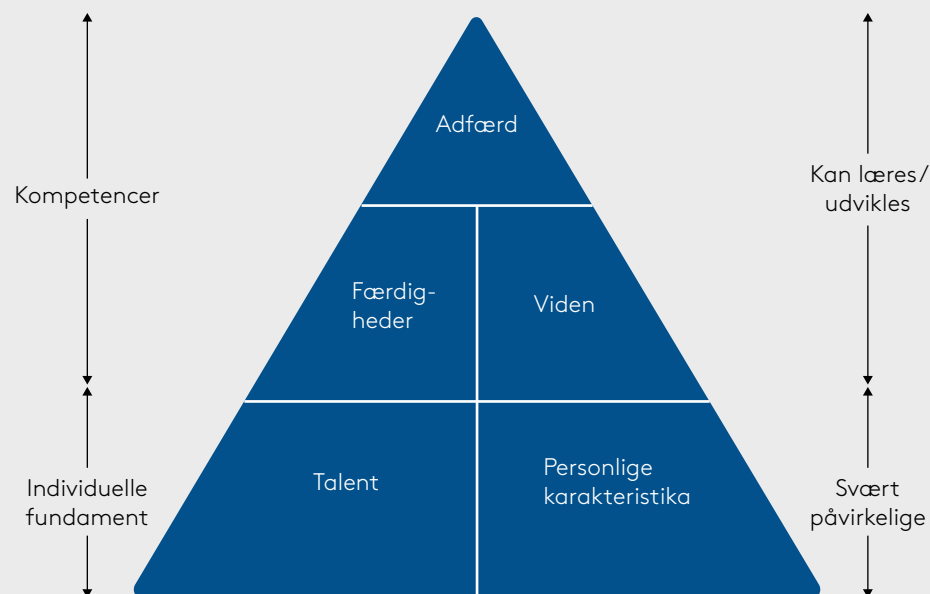 Adfærd
Kompetencer
Kan læres/
udvikles
Færdig-
heder
Viden
Talent
Personlige
karakteristika
Individuelle
fundament
Svært
påvirkelige